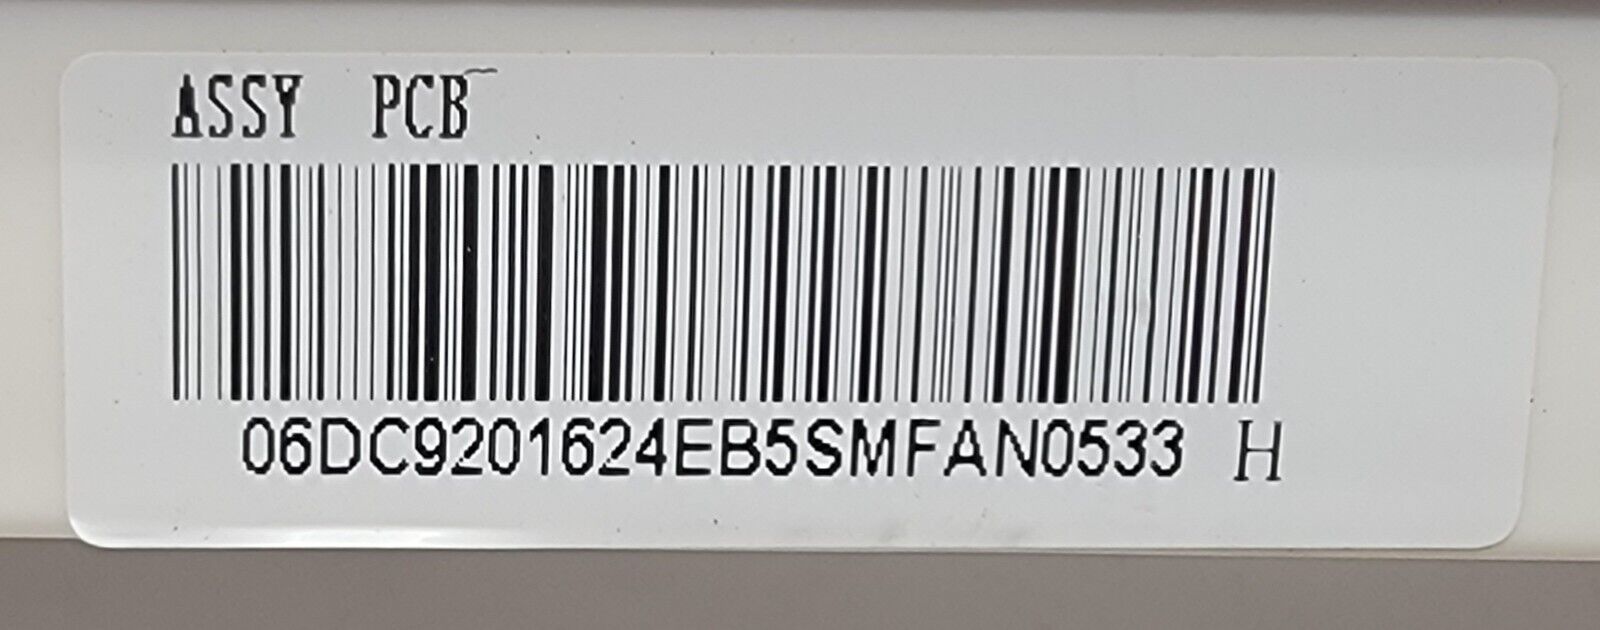 ASSY PCB
06DC9201624EB5SMFAN0533 H